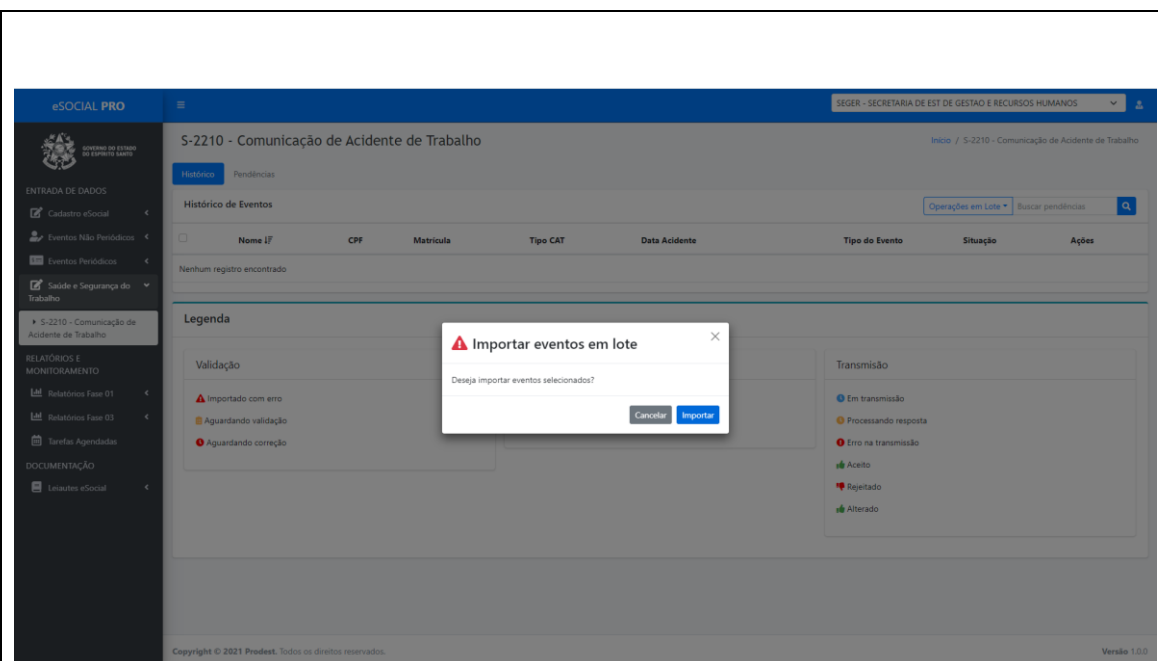 eSOCIAL PRO
SEGER - SECRETARIA DE EST DE GESTAO E RECURSOS HUMANOS
GOVERNO DO ESTADO
DO ESPÍRITO SANTO
S-2210 - Comunicação de Acidente de Trabalho
Início / S-2210 - Comunicação de Acidente de Trabalho
Histórico
Pendências
ENTRADA DE DADOS
Cadastro eSocial
Eventos Não Periódicos
Eventos Periódicos
Saúde e Segurança do
Trabalho
S-2210 - Comunicação de
Acidente de Trabalho
RELATÓRIOS E
MONITORAMENTO
Relatórios Fase 01
Relatórios Fase 03
Tarefas Agendadas
DOCUMENTAÇÃO
Leiautes eSocial
Histórico de Eventos
Operações em Lote
Buscar pendências
Nome
CPF
Matrícula
Tipo CAT
Data Acidente
Tipo do Evento
Situação
Ações
Nenhum registro encontrado
Legenda
Validação
Importado com erro
Aguardando validação
Aguardando correção
Importar eventos em lote
Deseja importar eventos selecionados?
Cancelar
Importar
Transmissão
Em transmissão
Processando resposta
Erro na transmissão
Aceito
Rejeitado
Alterado
Copyright © 2021 Prodest. Todos os direitos reservados.
Versão 1.0.0